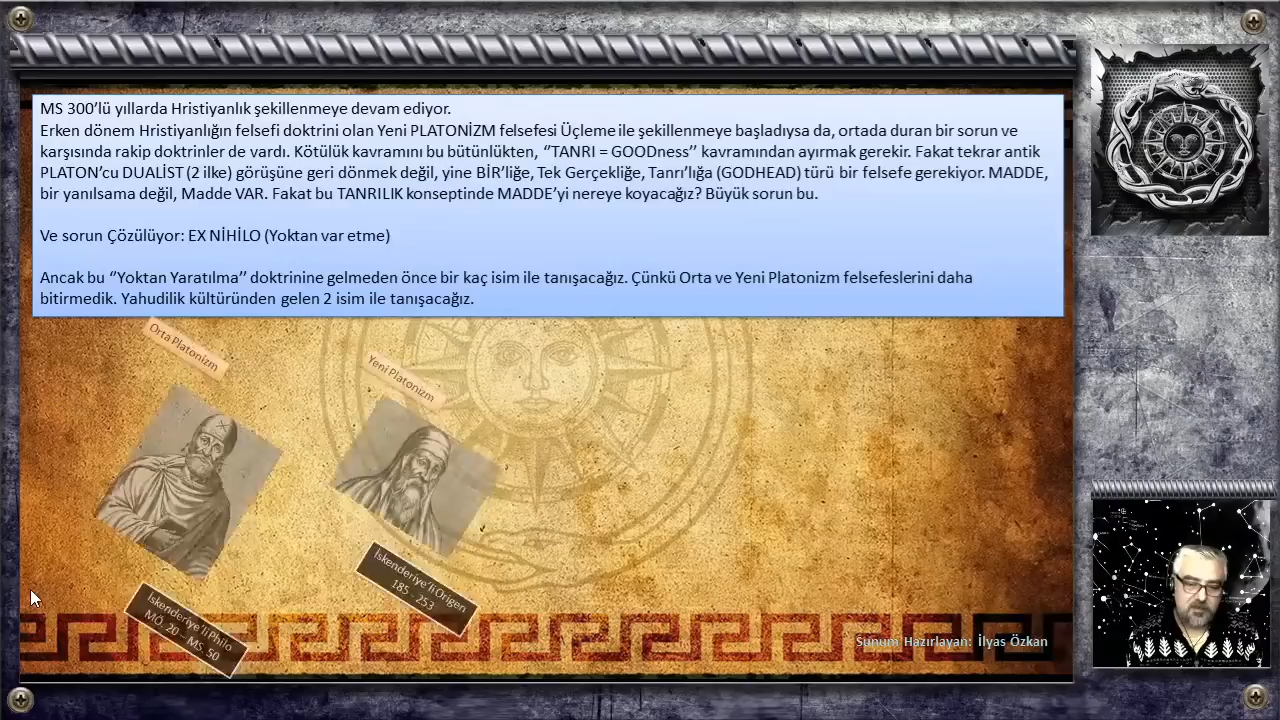 MS 300’lü yıllarda Hristiyanlık şekillenmeye devam ediyor.
Erken dönem Hristiyanlığın felsefi doktrini olan Yeni PLATONİZM felsefesi Üçleme ile şekillenmeye başladıysa da, ortada duran bir sorun ve
karşısında rakip doktrinler de vardı. Kötülük kavramını bu bütünlükten, ‘’TANRI = GOODness’’ kavramından ayırmak gerekir. Fakat tekrar antik
PLATON’cu DUALİST (2 ilke) görüşüne geri dönmek değil, yine BİR’liğe, Tek Gerçekliğe, Tanrı’lığa (GODHEAD) türü bir felsefe gerekiyor. MADDE,
bir yanılsama değil, Madde VAR. Fakat bu TANRILIK konseptinde MADDE’yi nereye koyacağız? Büyük sorun bu.
Ve sorun Çözülüyor: EX NİHİLO (Yoktan var etme)
Ancak bu ‘’Yoktan Yaratılma’’ doktrinine gelmeden önce bir kaç isim ile tanışacağız. Çünkü Orta ve Yeni Platonizm felsefeslerini daha
bitirmedik. Yahudilik kültüründen gelen 2 isim ile tanışacağız.
Orta Platonizm
Yeni Platonizm
İskenderiye’li Origen
185 - 253
İskenderiye’li Philo
MÖ. 20 – MS. 50
Sunum Hazırlayan: İlyas Özkan